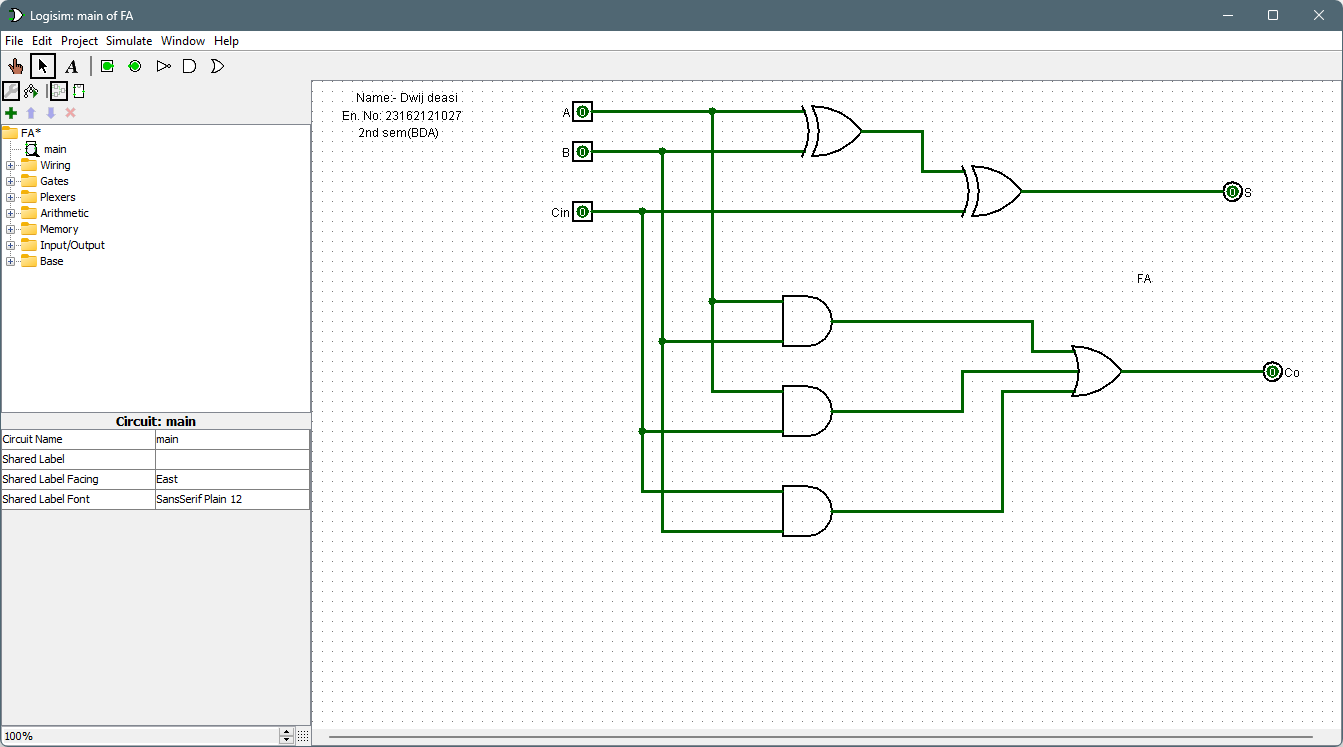 Logisim: main of FA
File Edit Project Simulate Window Help
A
FA*
main
Wiring
Gates
Plexers
Arithmetic
Memory
Input/Output
Base
Circuit: main
Circuit Name main
Shared Label
Shared Label Facing East
Shared Label Font SansSerif Plain 12
100%
Name:- Dwij deasi
En. No: 23162121027
2nd sem(BDA)
A 0
B 0
Cin 0
0 S
FA
0 Co